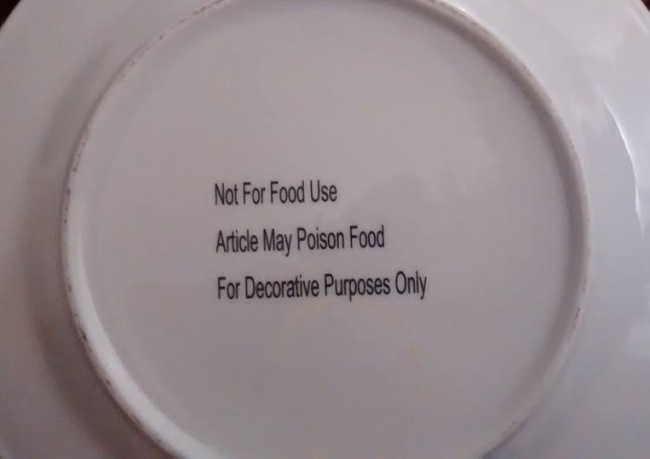 Not For Food Use
Article May Poison Food
For Decorative Purposes Only